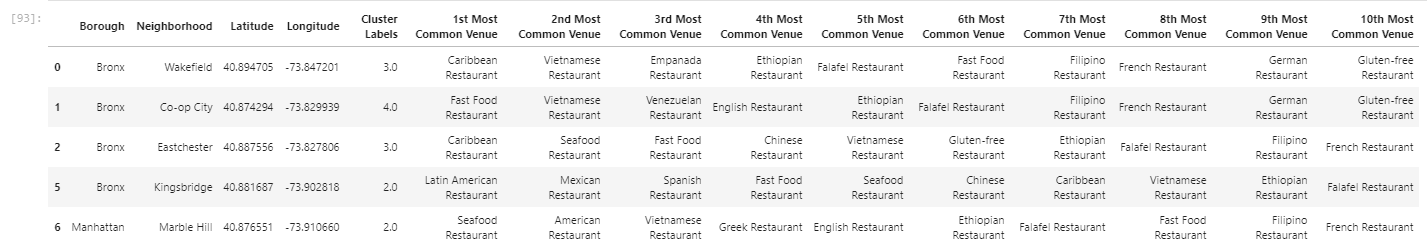 [93]:
Borough Neighborhood Latitude Longitude Cluster Labels 1st Most Common Venue 2nd Most Common Venue 3rd Most Common Venue 4th Most Common Venue 5th Most Common Venue 6th Most Common Venue 7th Most Common Venue 8th Most Common Venue 9th Most Common Venue 10th Most Common Venue
0 Bronx Wakefield 40.894705 -73.847201 3.0 Caribbean Restaurant Vietnamese Restaurant Empanada Restaurant Ethiopian Restaurant Falafel Restaurant Fast Food Restaurant Filipino Restaurant French Restaurant German Restaurant Gluten-free Restaurant
1 Bronx Co-op City 40.874294 -73.829939 4.0 Fast Food Restaurant Vietnamese Restaurant Venezuelan Restaurant English Restaurant Ethiopian Restaurant Falafel Restaurant Filipino Restaurant French Restaurant German Restaurant Gluten-free Restaurant
2 Bronx Eastchester 40.887556 -73.827806 3.0 Caribbean Restaurant Seafood Restaurant Fast Food Restaurant Chinese Restaurant Vietnamese Restaurant Gluten-free Restaurant Ethiopian Restaurant Falafel Restaurant Filipino Restaurant French Restaurant
5 Bronx Kingsbridge 40.881687 -73.902818 2.0 Latin American Restaurant Mexican Restaurant Spanish Restaurant Fast Food Restaurant Seafood Restaurant Chinese Restaurant Caribbean Restaurant Vietnamese Restaurant Ethiopian Restaurant Falafel Restaurant
6 Manhattan Marble Hill 40.876551 -73.910660 2.0 Seafood Restaurant American Restaurant Vietnamese Restaurant Greek Restaurant English Restaurant Ethiopian Restaurant Falafel Restaurant Fast Food Restaurant Filipino Restaurant French Restaurant